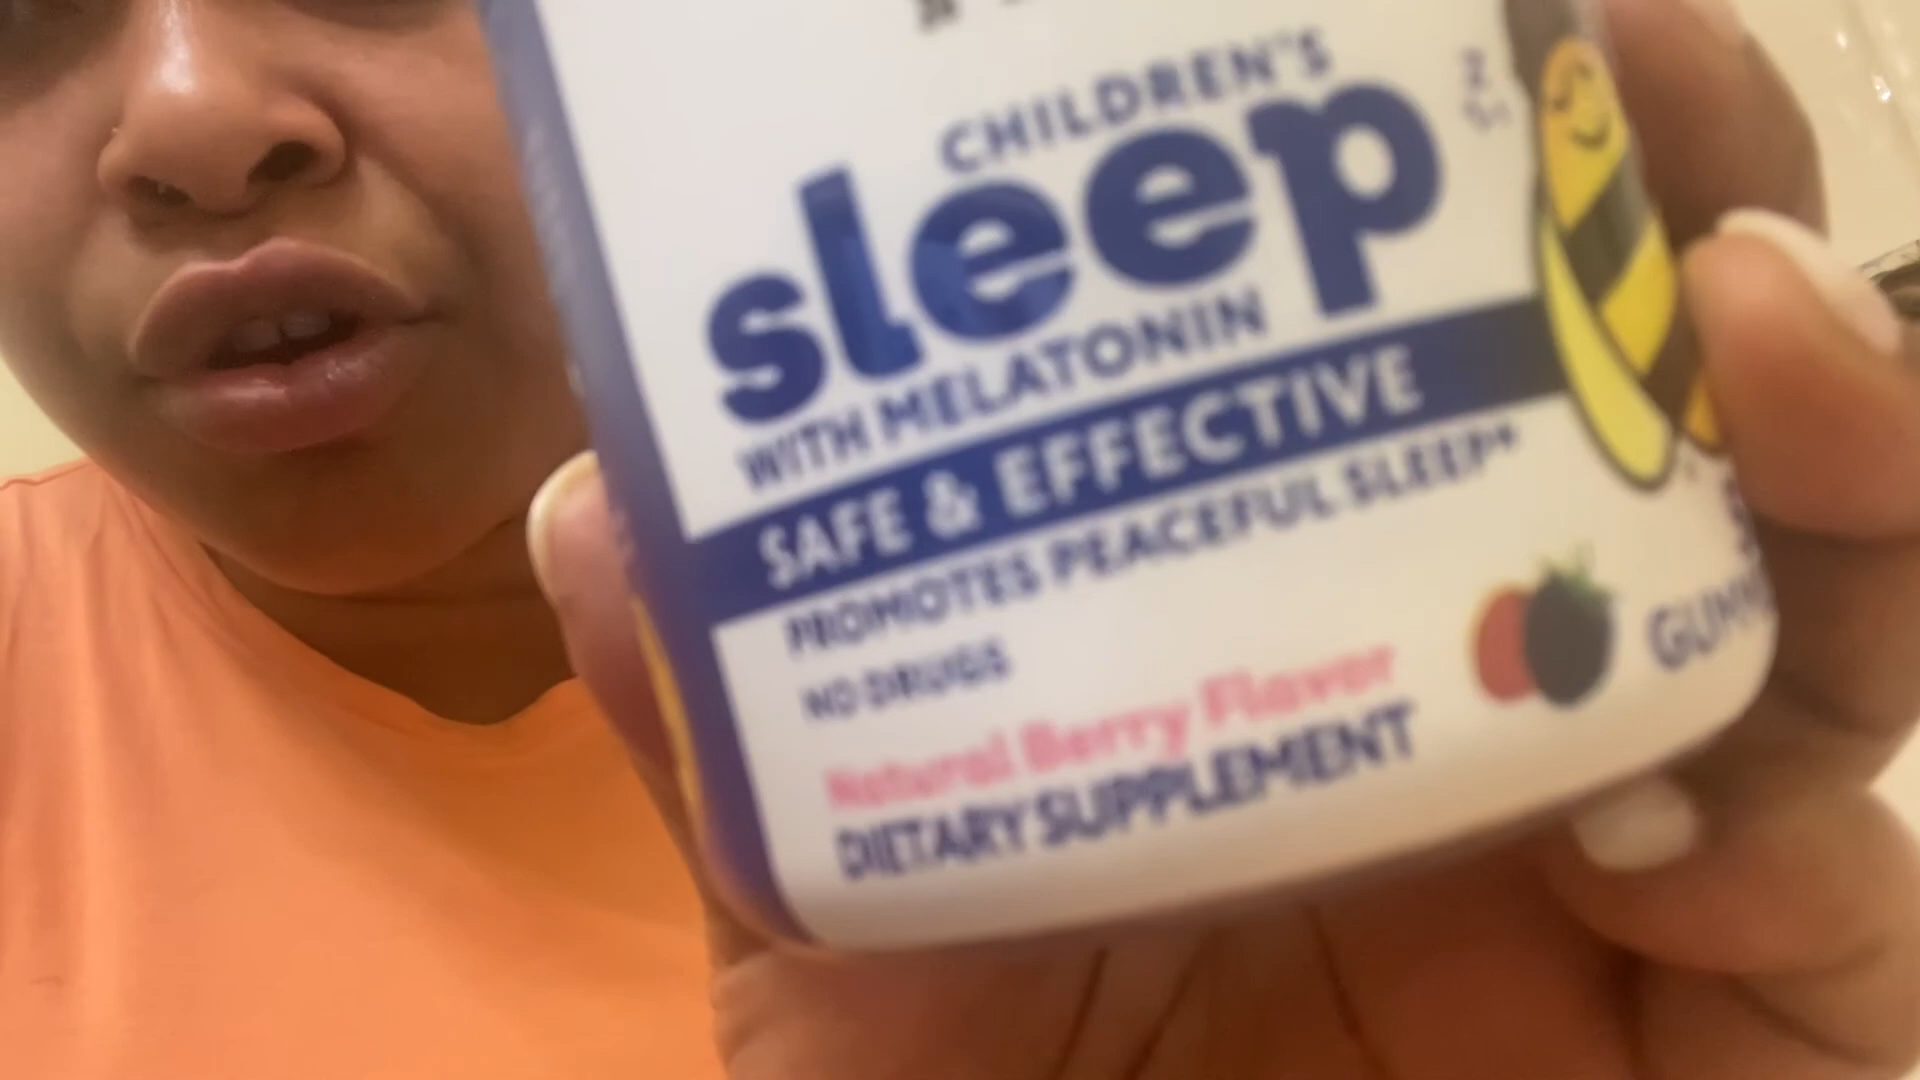 CHILDREN'S
sleep
WITH MELATONIN
SAFE & EFFECTIVE
PROMOTES PEACEFUL SLEEP*
NO DRUGS
Natural Berry Flavor
DIETARY SUPPLEMENT